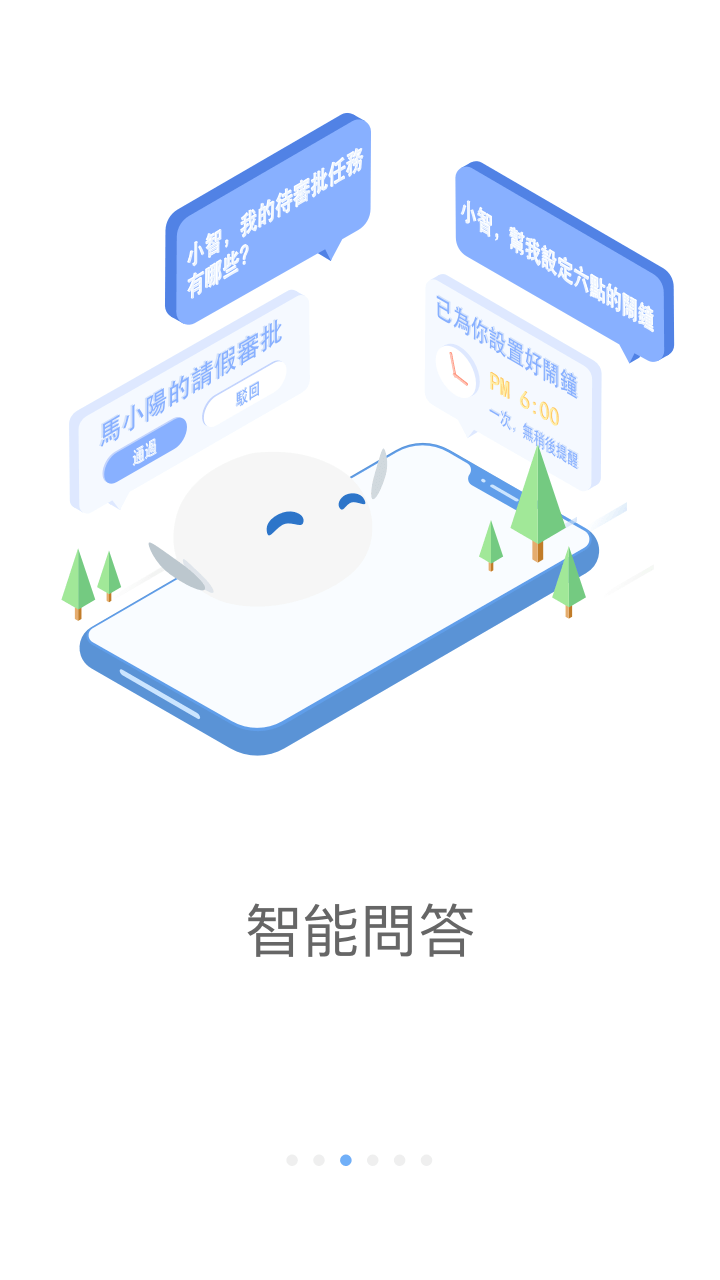 小智，我的待審批任務
有哪些?
小智，幫我設定六點的鬧鐘
馬小陽的請假審批
通過
駁回
已為你設置好鬧鐘
PM 6:00
一次，無稍後提醒
智能問答